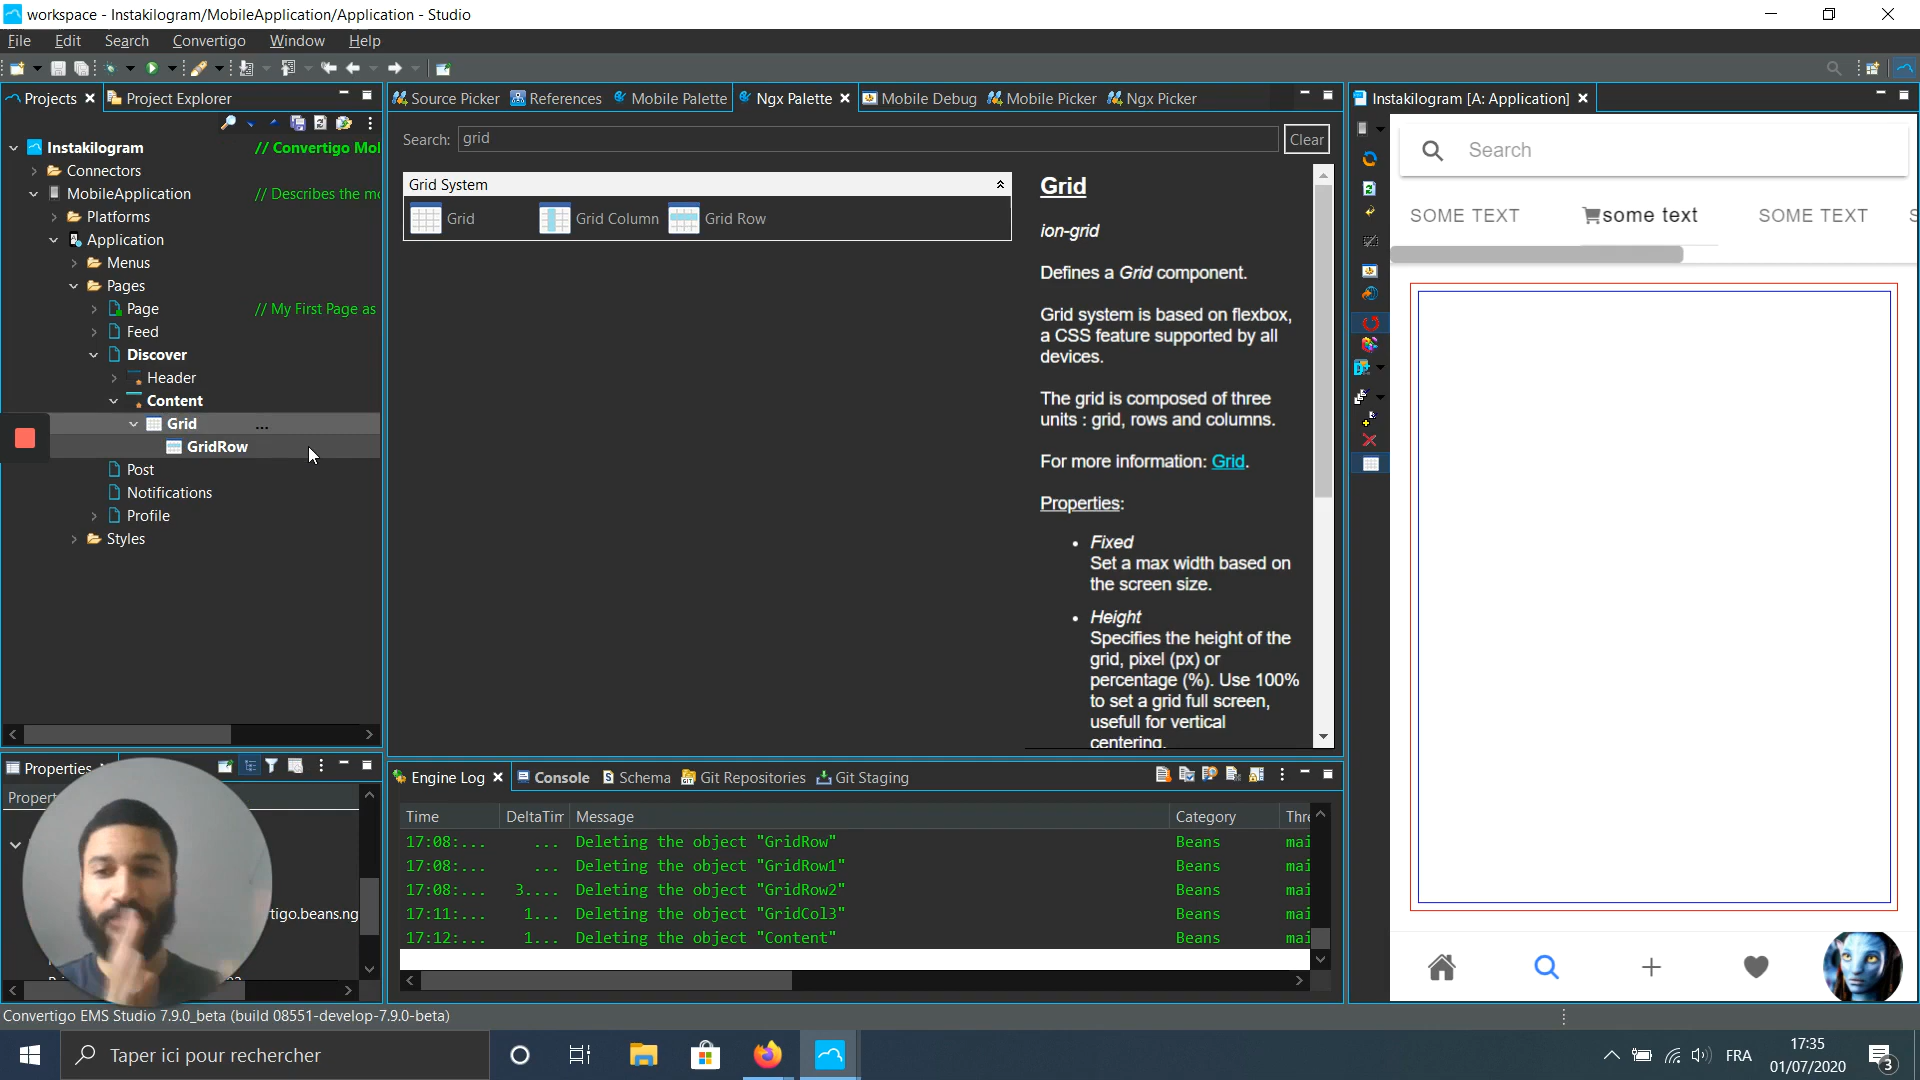 workspace - Instakilogram/MobileApplication/Application - Studio
File Edit Search Convertigo Window Help
Projects
Project Explorer
Instakilogram // Convertigo Mol
Connectors
MobileApplication // Describes the mo
Platforms
Application
Menus
Pages
Page // My First Page as
Feed
Discover
Header
Content
Grid ...
GridRow
Post
Notifications
Profile
Styles
Source Picker References Mobile Palette Ngx Palette Mobile Debug Mobile Picker Ngx Picker
Search: grid Clear
Grid System
Grid Grid Column Grid Row
Grid
ion-grid
Defines a Grid component.
Grid system is based on flexbox,
a CSS feature supported by all
devices.
The grid is composed of three
units : grid, rows and columns.
For more information: Grid.
Properties:
• Fixed
Set a max width based on
the screen size.
• Height
Specifies the height of the
grid, pixel (px) or
percentage (%). Use 100%
to set a grid full screen,
usefull for vertical
centering.
Instakilogram [A: Application]
Search
SOME TEXT some text SOME TEXT S
Properties
Propert
tigo.beans.ng
Engine Log Console Schema Git Repositories Git Staging
Time DeltaTim Message Category Thre
17:08:... ... Deleting the object "GridRow" Beans mai
17:08:... ... Deleting the object "GridRow1" Beans mai
17:08:... 3.... Deleting the object "GridRow2" Beans mai
17:11:... 1... Deleting the object "GridCol3" Beans mai
17:12:... 1... Deleting the object "Content" Beans mai
Convertigo EMS Studio 7.9.0_beta (build 08551-develop-7.9.0-beta)
Taper ici pour rechercher
FRA
17:35
01/07/2020
3